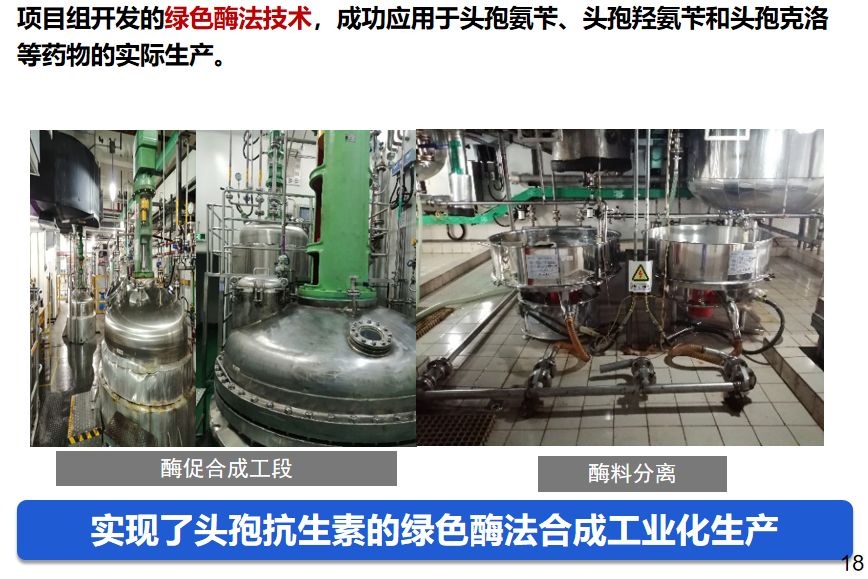 项目组开发的绿色酶法技术，成功应用于头孢氨苄、头孢羟氨苄和头孢克洛
等药物的实际生产。
酶促合成工段
酶料分离
实现了头孢抗生素的绿色酶法合成工业化生产
18